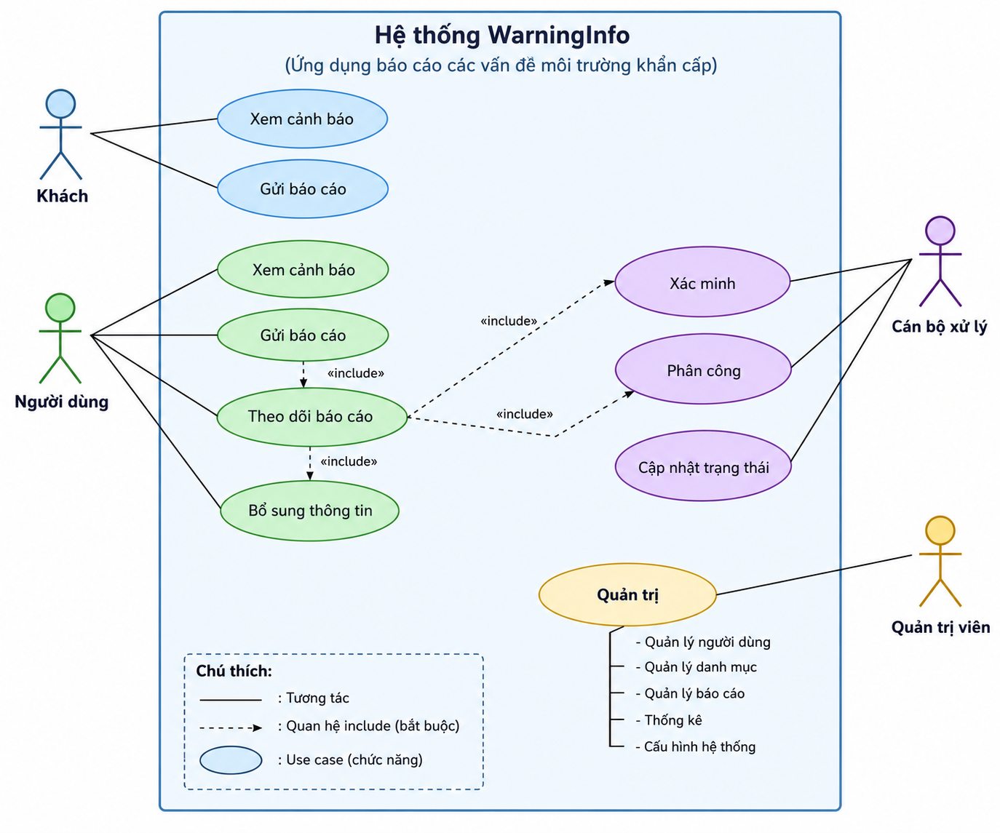 Hệ thống WarningInfo
(Ứng dụng báo cáo các vấn đề môi trường khẩn cấp)
Khách
Xem cảnh báo
Gửi báo cáo
Người dùng
Xem cảnh báo
Gửi báo cáo
«include»
Theo dõi báo cáo
«include»
Bổ sung thông tin
«include»
«include»
Xác minh
Phân công
Cập nhật trạng thái
Cán bộ xử lý
Quản trị
- Quản lý người dùng
- Quản lý danh mục
- Quản lý báo cáo
- Thống kê
- Cấu hình hệ thống
Quản trị viên
Chú thích:
: Tương tác
: Quan hệ include (bắt buộc)
: Use case (chức năng)